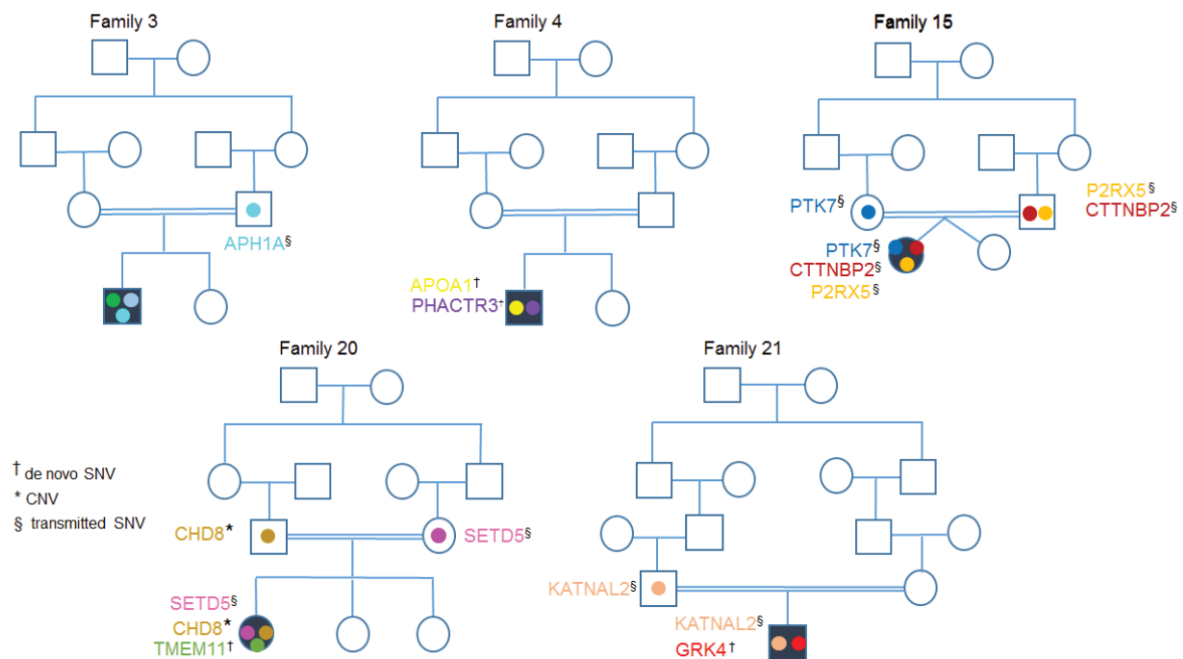 Family 3
Family 4
Family 15
APH1A§
APOA1†
PHACTR3†
PTK7§
P2RX5§
CTTNBP2§
PTK7§
CTTNBP2§
P2RX5§
Family 20
Family 21
† de novo SNV
* CNV
§ transmitted SNV
CHD8*
SETD5§
SETD5§
CHD8*
TMEM11†
KATNAL2§
KATNAL2§
GRK4†